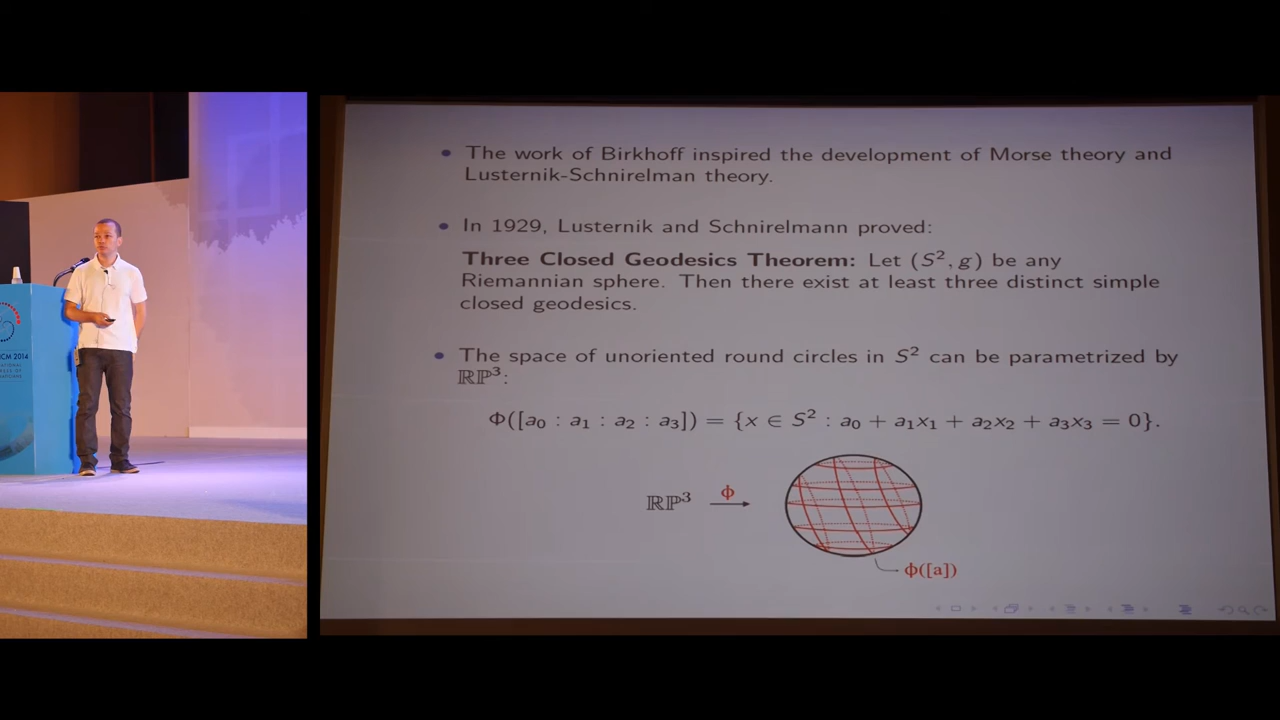 The work of Birkhoff inspired the development of Morse theory and
Lusternik-Schnirelman theory.
In 1929, Lusternik and Schnirelmann proved:
Three Closed Geodesics Theorem: Let (S², g) be any
Riemannian sphere. Then there exist at least three distinct simple
closed geodesics.
The space of unoriented round circles in S² can be parametrized by
ℝℙ³:
Φ([a₀ : a₁ : a₂ : a₃]) = {x ∈ S² : a₀ + a₁x₁ + a₂x₂ + a₃x₃ = 0}.
ℝℙ³
Φ
Φ([a])
ICM 2014